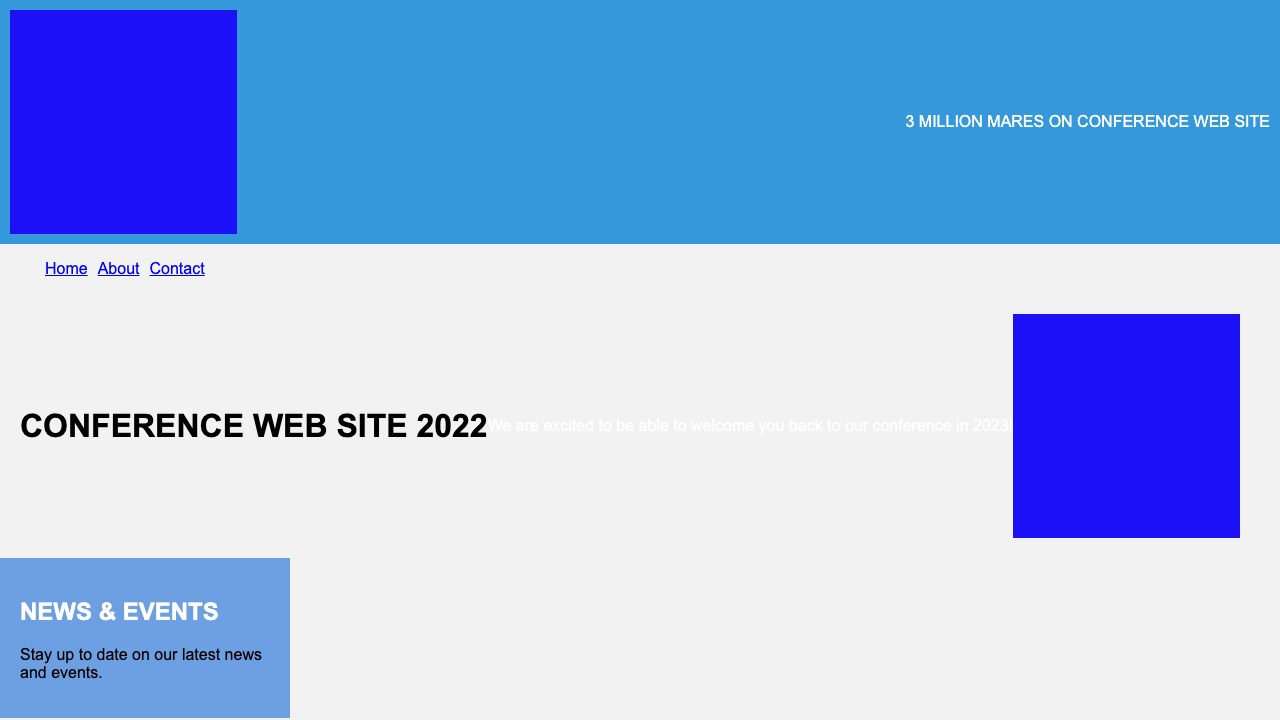 3 MILLION MARES ON CONFERENCE WEB SITE
Home About Contact
CONFERENCE WEB SITE 2022
We are excited to be able to welcome you back to our conference in 2023!
NEWS & EVENTS
Stay up to date on our latest news
and events.